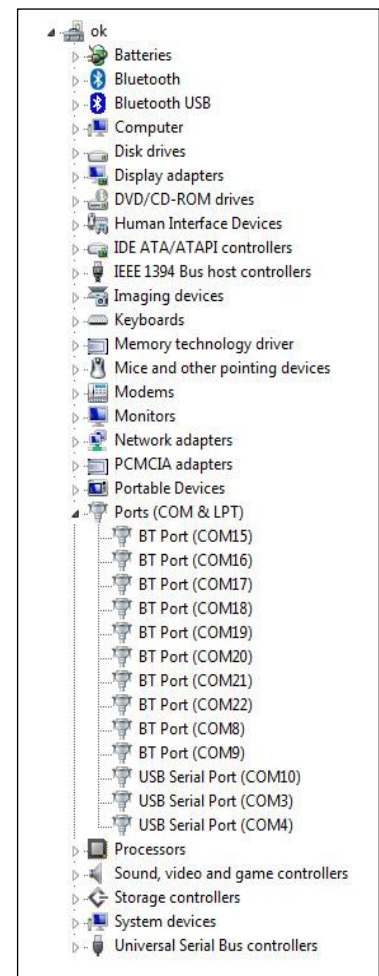 ok
Batteries
Bluetooth
Bluetooth USB
Computer
Disk drives
Display adapters
DVD/CD-ROM drives
Human Interface Devices
IDE ATA/ATAPI controllers
IEEE 1394 Bus host controllers
Imaging devices
Keyboards
Memory technology driver
Mice and other pointing devices
Modems
Monitors
Network adapters
PCMCIA adapters
Portable Devices
Ports (COM & LPT)
BT Port (COM15)
BT Port (COM16)
BT Port (COM17)
BT Port (COM18)
BT Port (COM19)
BT Port (COM20)
BT Port (COM21)
BT Port (COM22)
BT Port (COM8)
BT Port (COM9)
USB Serial Port (COM10)
USB Serial Port (COM3)
USB Serial Port (COM4)
Processors
Sound, video and game controllers
Storage controllers
System devices
Universal Serial Bus controllers